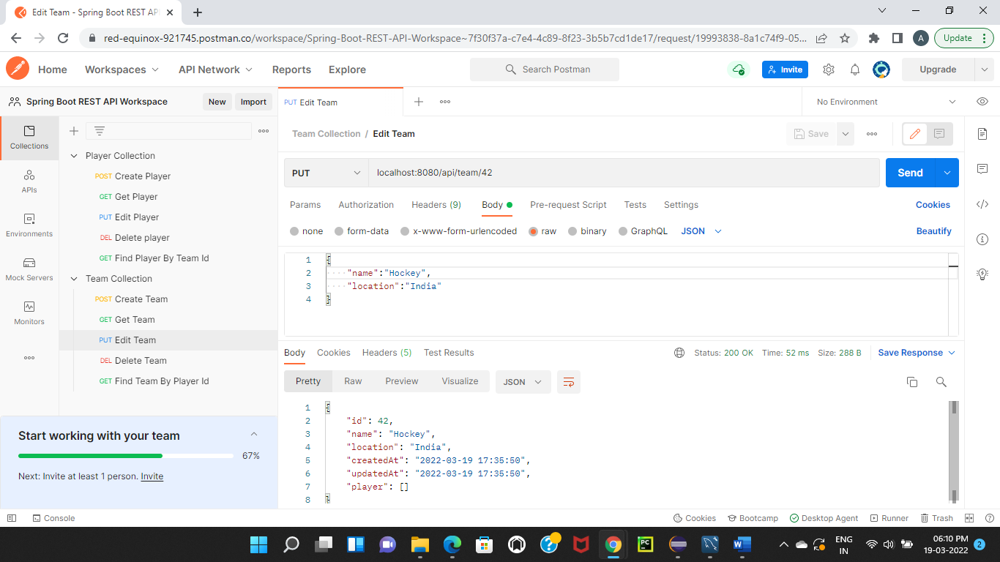 Edit Team - Spring Boot REST API
red-equinox-921745.postman.co/workspace/Spring-Boot-REST-API-Workspace~7f30f37a-c7e4-4c89-8f23-3b5b7cd1de17/request/19993838-8a1c74f9-05...
A
Update
Home
Workspaces
API Network
Reports
Explore
Search Postman
Invite
Upgrade
Spring Boot REST API Workspace
New
Import
PUT Edit Team
No Environment
Collections
APIs
Environments
Mock Servers
Monitors
Player Collection
POST Create Player
GET Get Player
PUT Edit Player
DEL Delete player
GET Find Player By Team Id
Team Collection
POST Create Team
GET Get Team
PUT Edit Team
DEL Delete Team
GET Find Team By Player Id
Start working with your team
67%
Next: Invite at least 1 person. Invite
Team Collection / Edit Team
Save
PUT
localhost:8080/api/team/42
Send
Params Authorization Headers (9) Body Pre-request Script Tests Settings Cookies
none form-data x-www-form-urlencoded raw binary GraphQL JSON Beautify
1 {
2 "name":"Hockey",
3 "location":"India"
4 }
Body Cookies Headers (5) Test Results Status: 200 OK Time: 52 ms Size: 288 B Save Response
Pretty Raw Preview Visualize JSON
1 {
2 "id": 42,
3 "name": "Hockey",
4 "location": "India",
5 "createdAt": "2022-03-19 17:35:50",
6 "updatedAt": "2022-03-19 17:35:50",
7 "player": []
8 }
Console
Cookies Bootcamp Desktop Agent Runner Trash
PC
W
ENG
IN
06:10 PM
19-03-2022
2